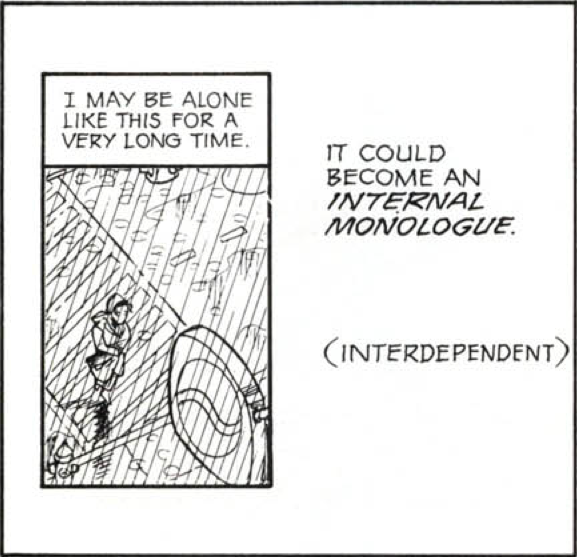 I MAY BE ALONE
LIKE THIS FOR A
VERY LONG TIME.
IT COULD
BECOME AN
INTERNAL
MONOLOGUE.
(INTERDEPENDENT)